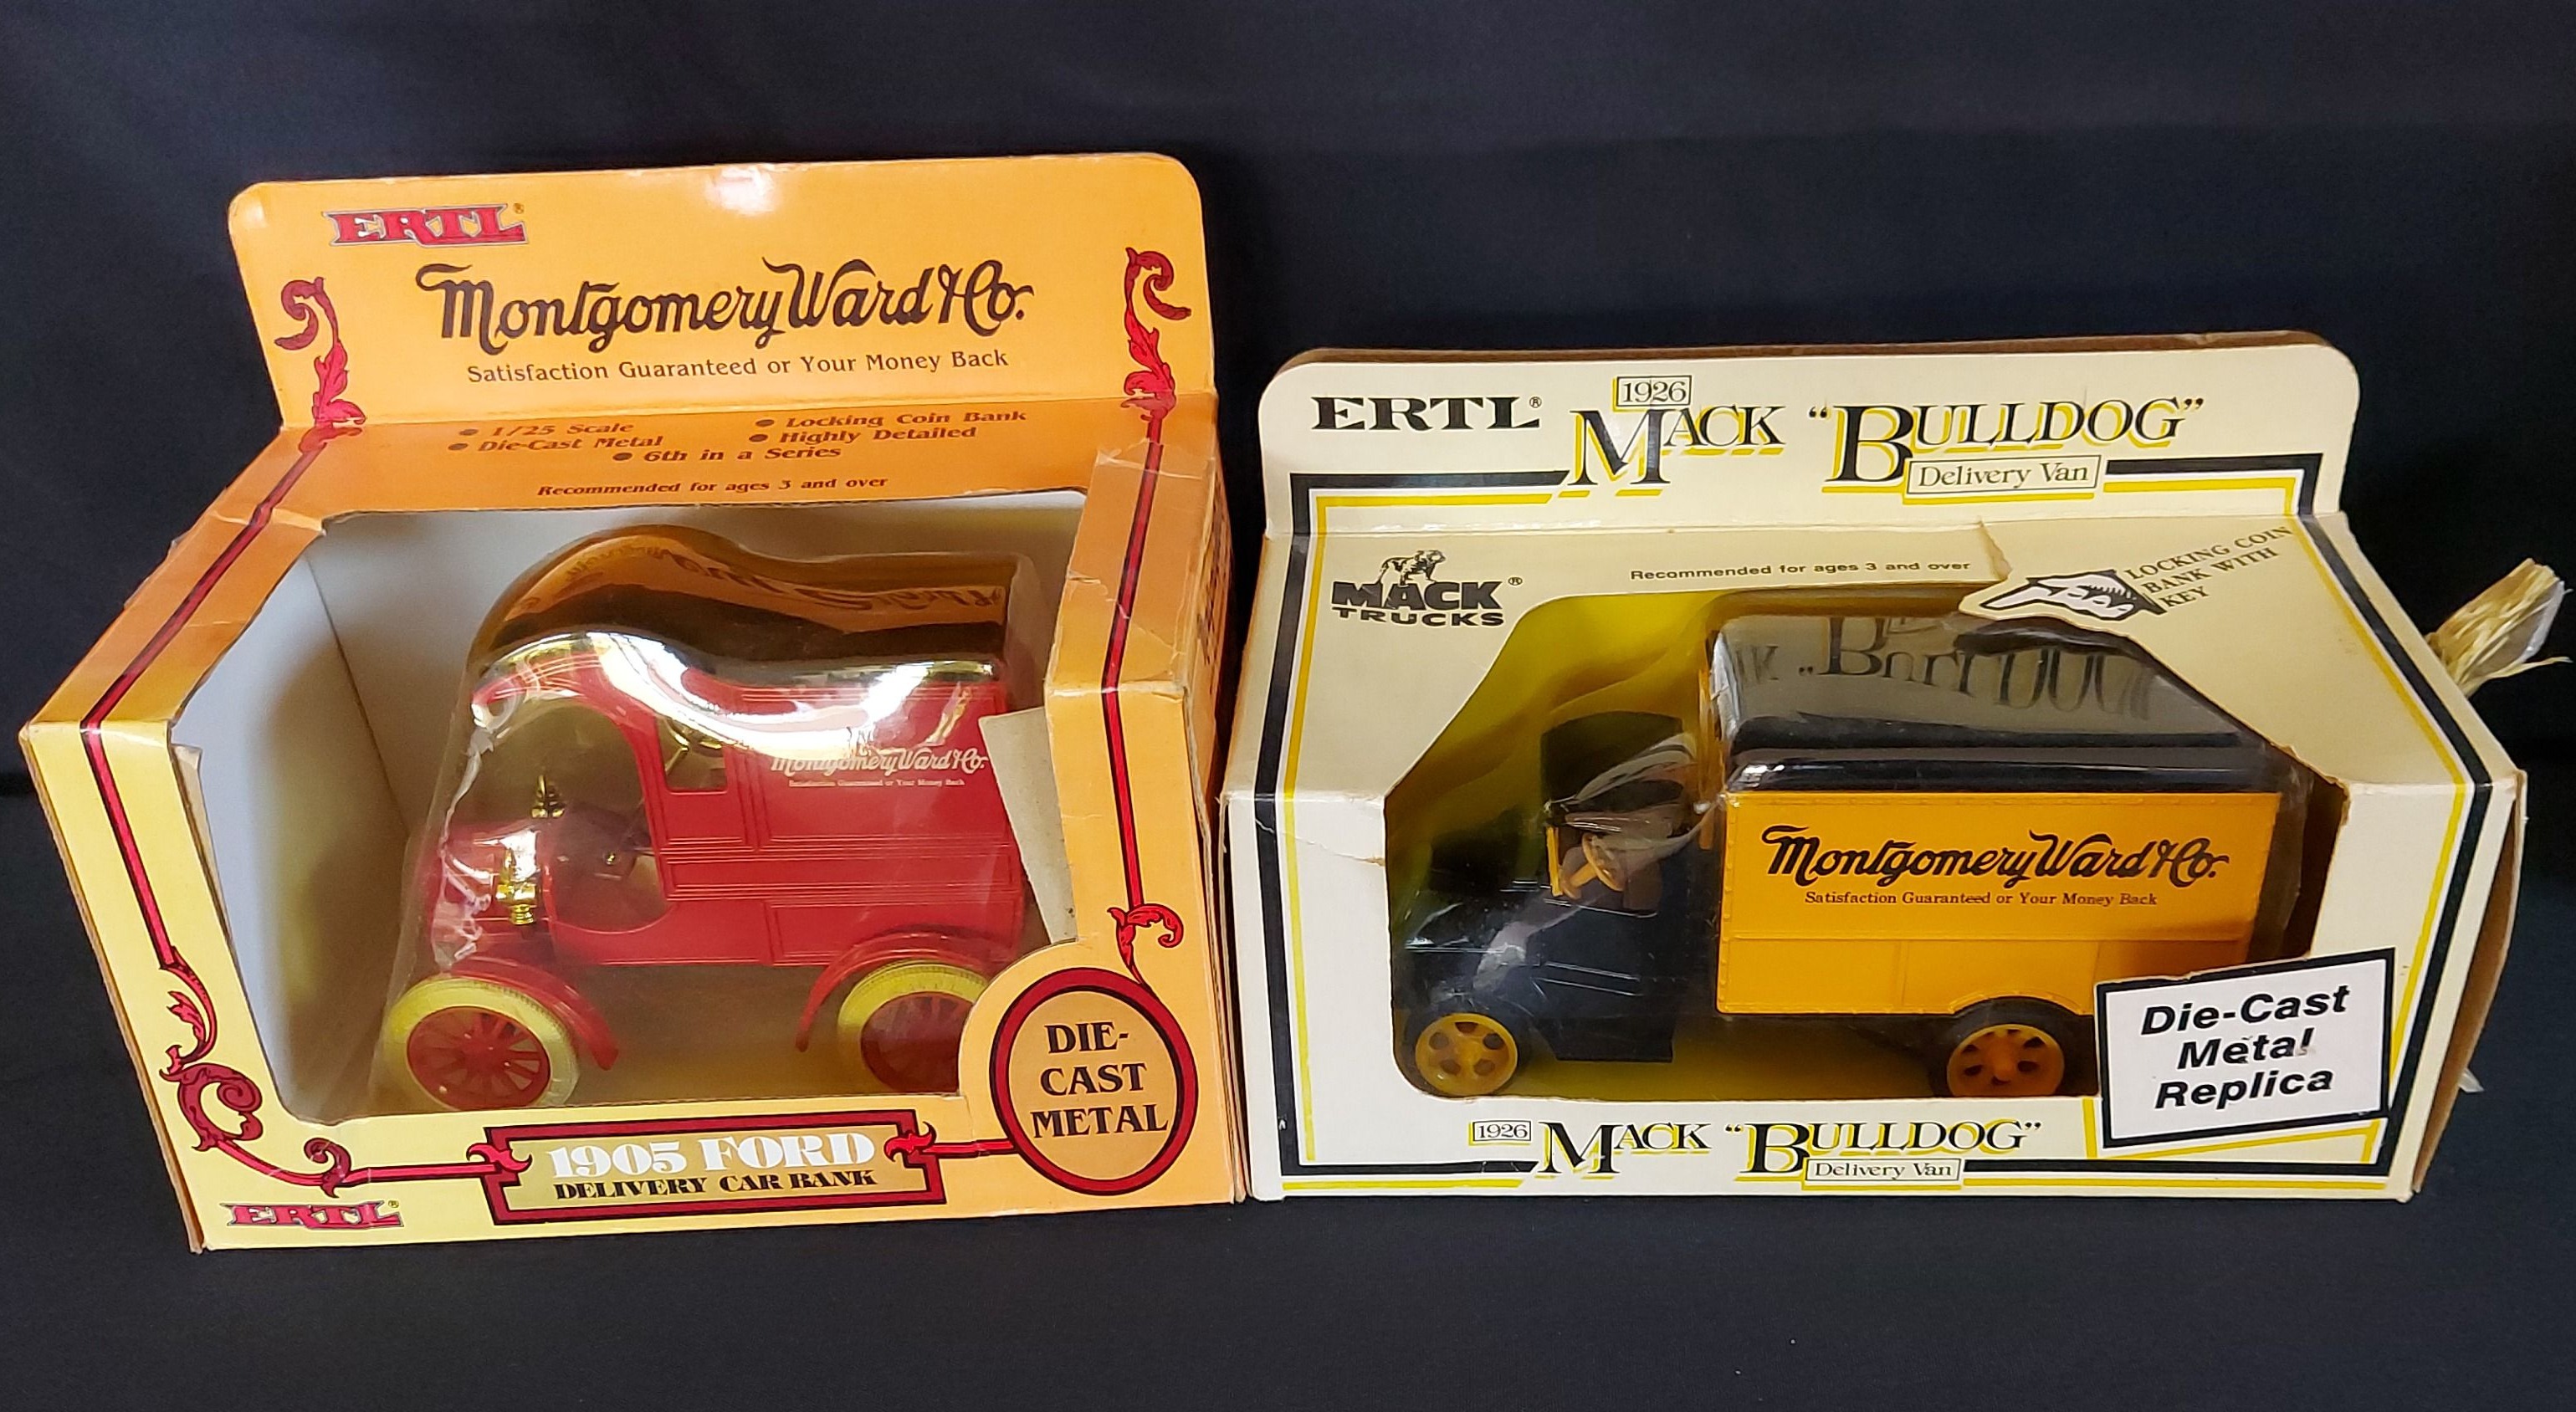 ERTL®
Montgomery Ward & Co.
Satisfaction Guaranteed or Your Money Back
• 1/25 Scale
• Locking Coin Bank
• Die-Cast Metal
• Highly Detailed
• 6th in a Series
Recommended for ages 3 and over
Montgomery Ward & Co.
Satisfaction Guaranteed or Your Money Back
DIE-
CAST
METAL
1905 FORD
DELIVERY CAR BANK
ERTL®
ERTL®
1926
MACK "BULLDOG"
Delivery Van
MACK®
TRUCKS
Recommended for ages 3 and over
LOCKING COIN
BANK WITH
KEY
Montgomery Ward & Co.
Satisfaction Guaranteed or Your Money Back
Die-Cast
Metal
Replica
1926 MACK "BULLDOG"
Delivery Van